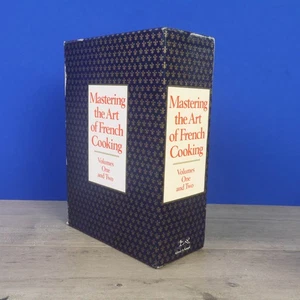 Mastering
the Art
of French
Cooking
Volumes
One
and Two
Mastering
the Art
of French
Cooking
Volumes
One
and Two